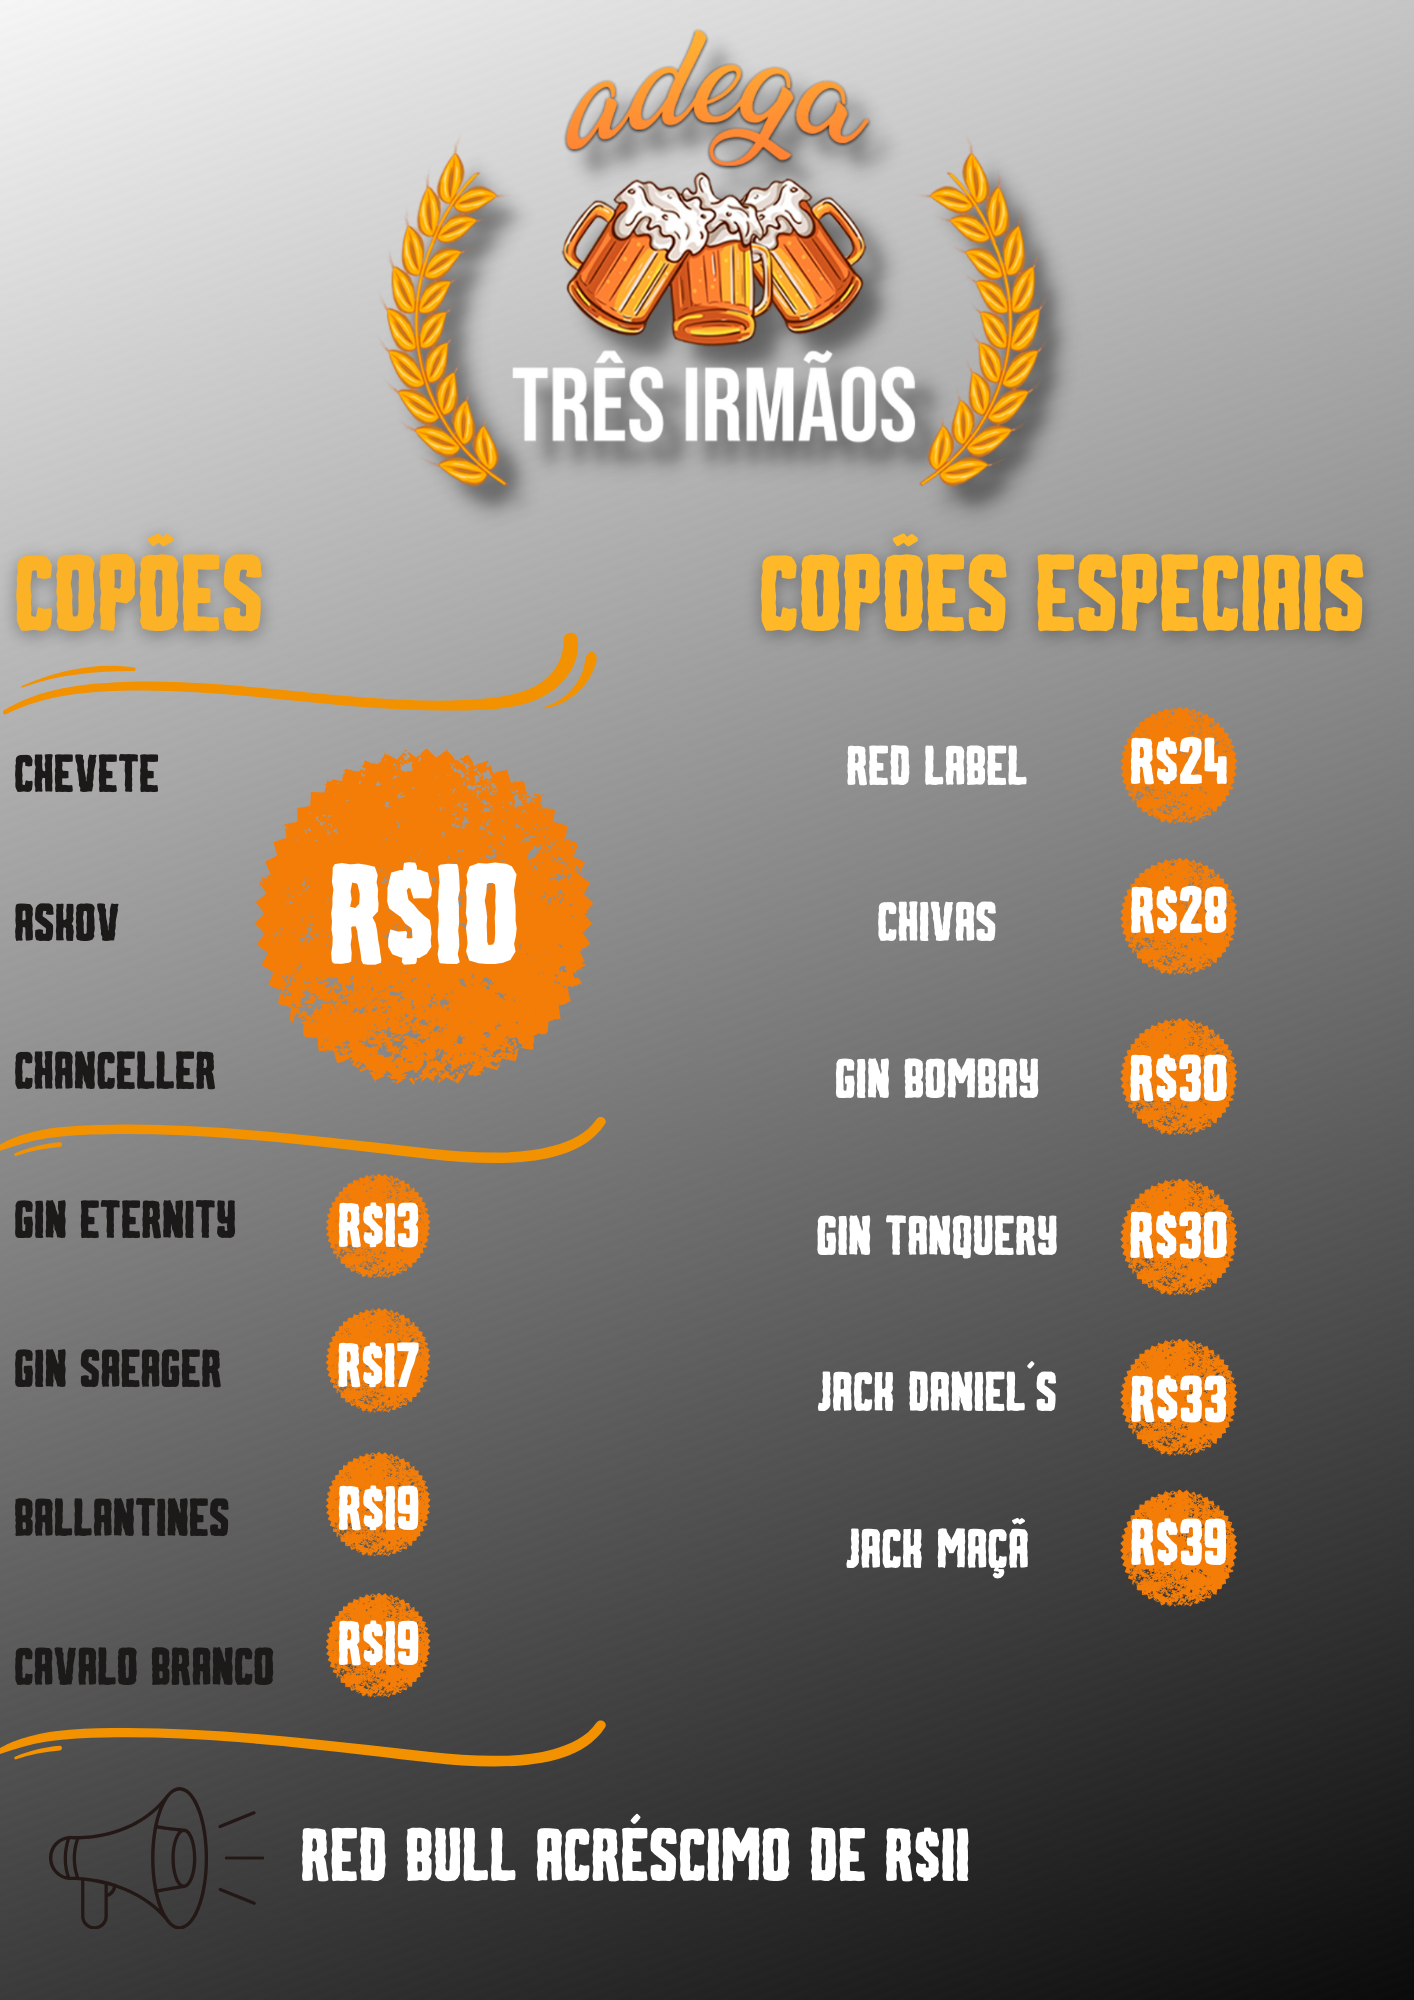 adega
TRÊS IRMÃOS
COPÕES
CHEVETE
ASKOV
CHANCELLER
R$10
GIN ETERNITY R$13
GIN SAEAGER R$17
BALLANTINES R$19
CAVALO BRANCO R$19
COPÕES ESPECIAIS
RED LABEL R$24
CHIVAS R$28
GIN BOMBAY R$30
GIN TANQUERY R$30
JACK DANIEL´S R$33
JACK MAÇÃ R$39
RED BULL ACRÉSCIMO DE R$11